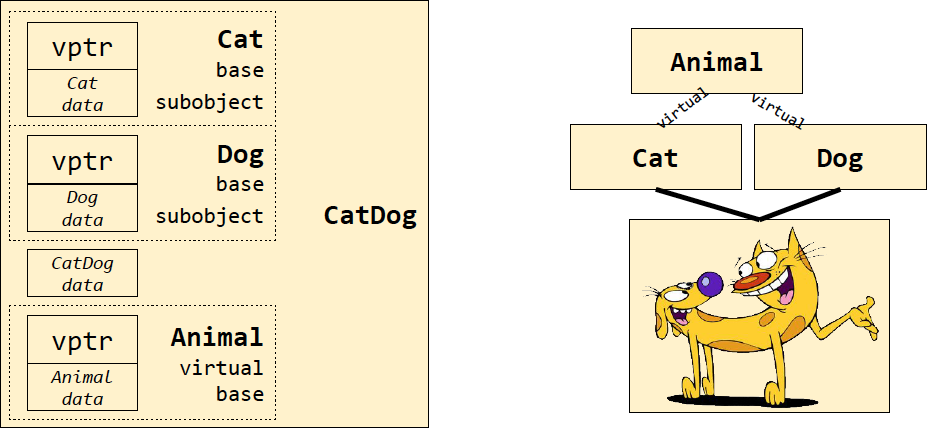 vptr
Cat
data
Cat
base
subobject
vptr
Dog
data
Dog
base
subobject
CatDog
data
CatDog
vptr
Animal
data
Animal
virtual
base
Animal
virtual
virtual
Cat
Dog